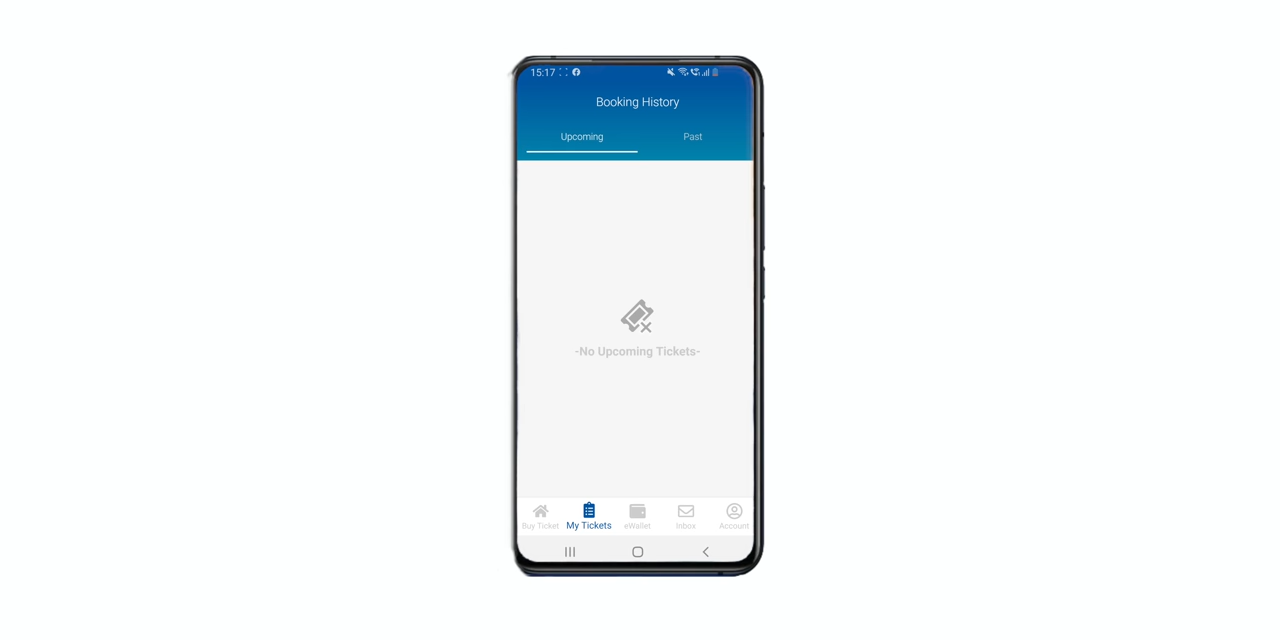 15:17
Booking History
Upcoming Past
-No Upcoming Tickets-
Buy Ticket My Tickets eWallet Inbox Account